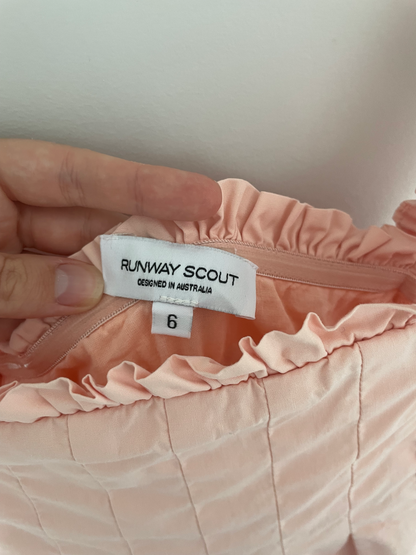 RUNWAY SCOUT
DESIGNED IN AUSTRALIA
6